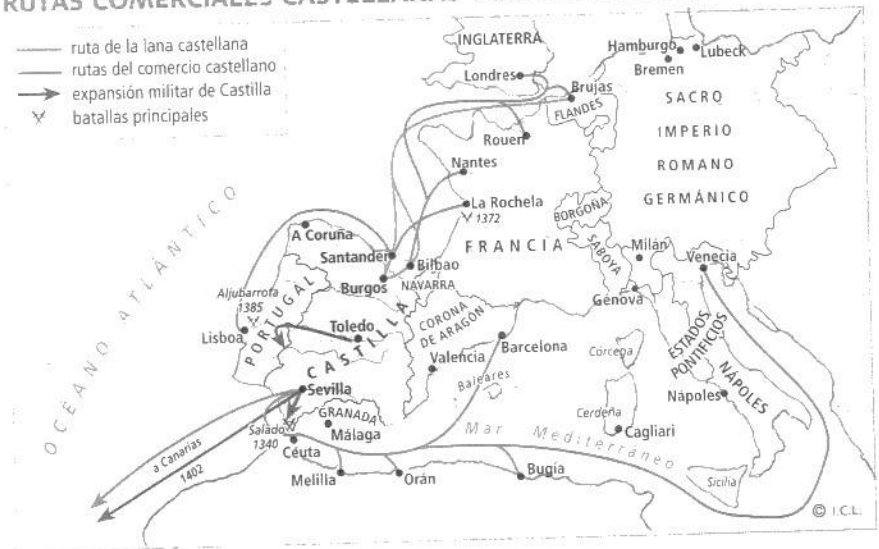 RUTAS COMERCIALES CASTELLANAS
ruta de la lana castellana
rutas del comercio castellano
expansión militar de Castilla
batallas principales
INGLATERRA
Londres
Hamburgo
Lubeck
Bremen
Brujas
FLANDES
SACRO
IMPERIO
ROMANO
GERMÁNICO
Rouen
Nantes
La Rochela
1372
BORGOÑA
SABOYA
FRANCIA
Milán
Venecia
Génova
OCÉANO ATLÁNTICO
A Coruña
Santander
Bilbao
Burgos
NAVARRA
Aljubarrota
1385
Lisboa
PORTUGAL
Toledo
CASTILLA
CORONA
DE ARAGÓN
Valencia
Barcelona
Baleares
Córcega
Cerdeña
Cagliari
ESTADOS
PONTIFICIOS
NÁPOLES
Nápoles
Sevilla
GRANADA
Málaga
Salado
1340
Ceuta
Melilla
Orán
Bugía
Mar Mediterráneo
Sicilia
a Canarias
1402
© I.C.L.